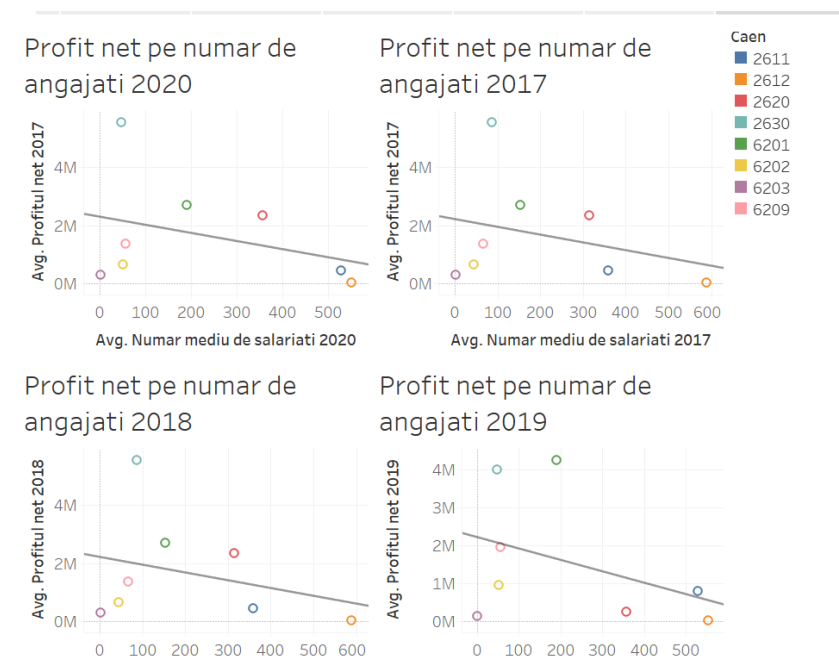 Profit net pe numar de
angajati 2020
Avg. Profitul net 2017
4M
2M
0M
0 100 200 300 400 500
Avg. Numar mediu de salariati 2020
Profit net pe numar de
angajati 2017
Avg. Profitul net 2017
4M
2M
0M
0 100 200 300 400 500 600
Avg. Numar mediu de salariati 2017
Caen
2611
2612
2620
2630
6201
6202
6203
6209
Profit net pe numar de
angajati 2018
Avg. Profitul net 2018
4M
2M
0M
0 100 200 300 400 500 600
Profit net pe numar de
angajati 2019
Avg. Profitul net 2019
4M
3M
2M
1M
0M
0 100 200 300 400 500